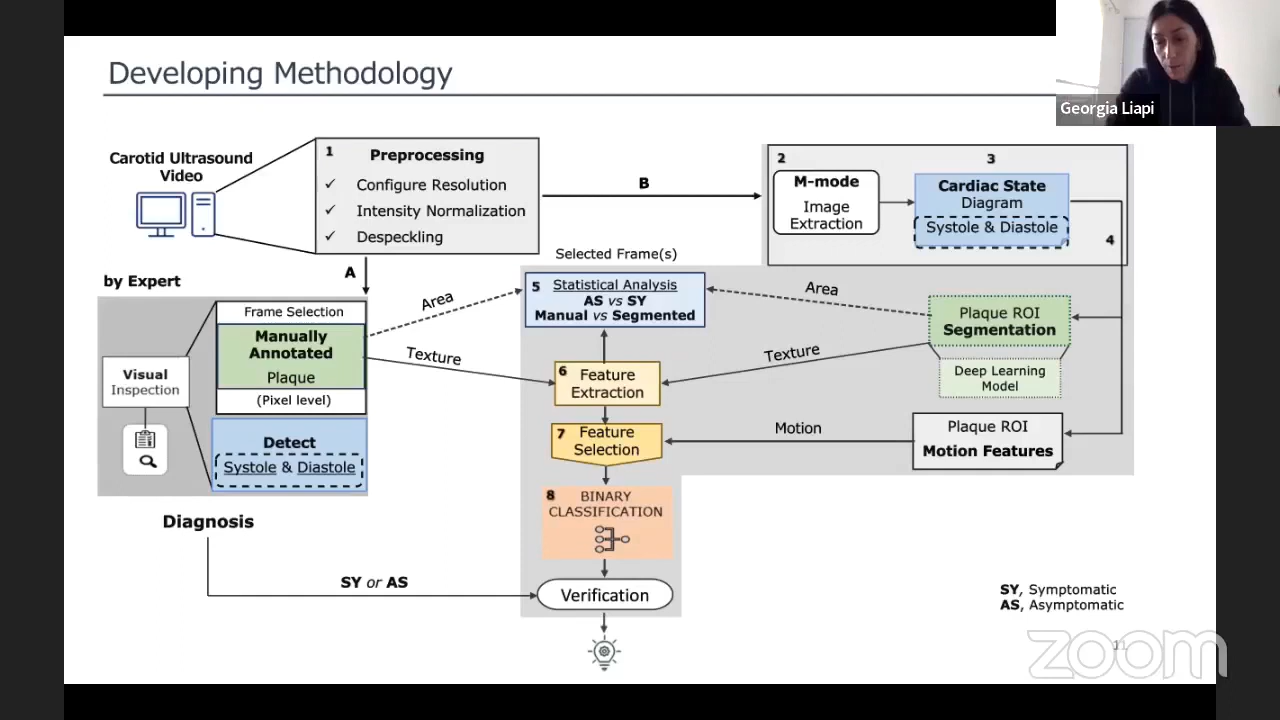 Developing Methodology
Georgia Liapi
Carotid Ultrasound
Video
1
Preprocessing
✓ Configure Resolution
✓ Intensity Normalization
✓ Despeckling
B
2
M-mode
Image
Extraction
3
Cardiac State
Diagram
Systole & Diastole
4
A
by Expert
Frame Selection
Manually
Annotated
Plaque
(Pixel level)
Visual
Inspection
Detect
Systole & Diastole
Area
Texture
Selected Frame(s)
5
Statistical Analysis
AS vs SY
Manual vs Segmented
Area
Texture
Plaque ROI
Segmentation
Deep Learning
Model
6
Feature
Extraction
7
Feature
Selection
Motion
Plaque ROI
Motion Features
8
BINARY
CLASSIFICATION
Diagnosis
SY or AS
Verification
SY, Symptomatic
AS, Asymptomatic
11
zoom